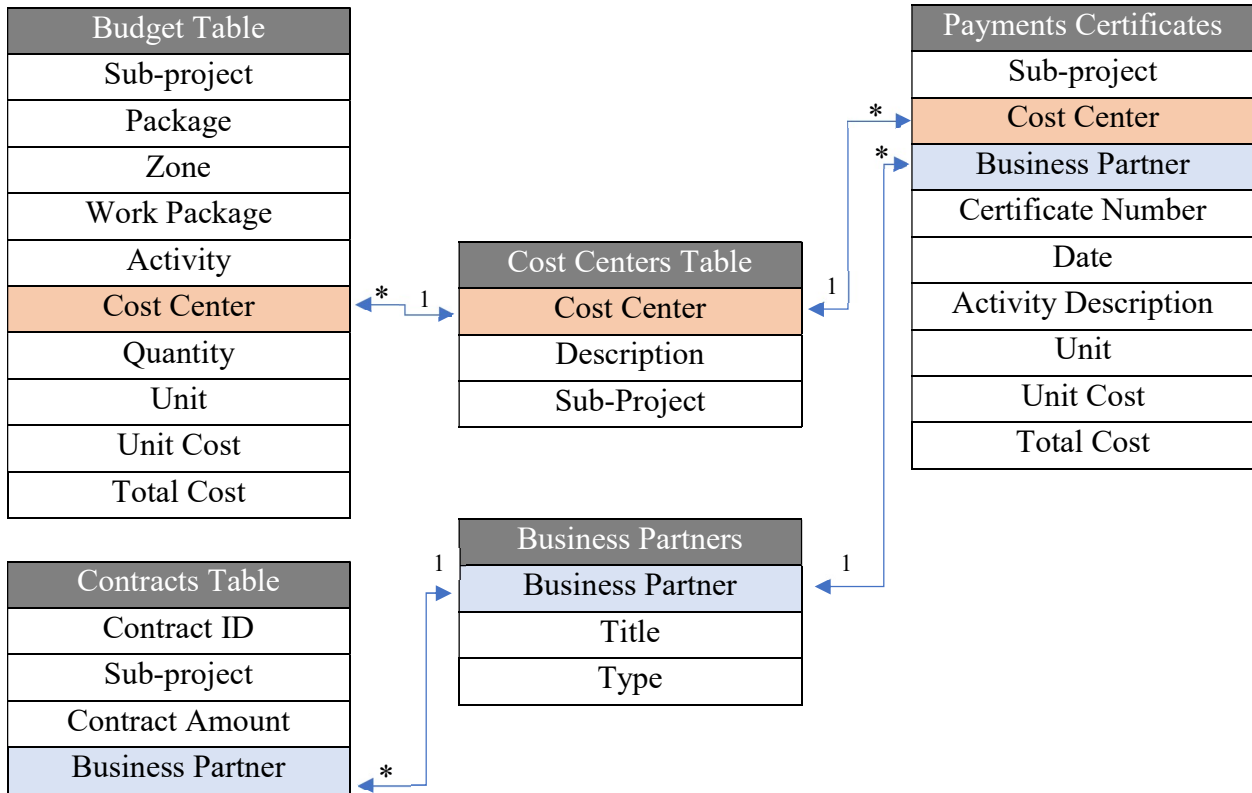 Budget Table
Sub-project
Package
Zone
Work Package
Activity
Cost Center
Quantity
Unit
Unit Cost
Total Cost
Contracts Table
Contract ID
Sub-project
Contract Amount
Business Partner
*
1
Cost Centers Table
Cost Center
Description
Sub-Project
1
*
Business Partners
Business Partner
Title
Type
1
*
1
*
Payments Certificates
Sub-project
Cost Center
Business Partner
Certificate Number
Date
Activity Description
Unit
Unit Cost
Total Cost